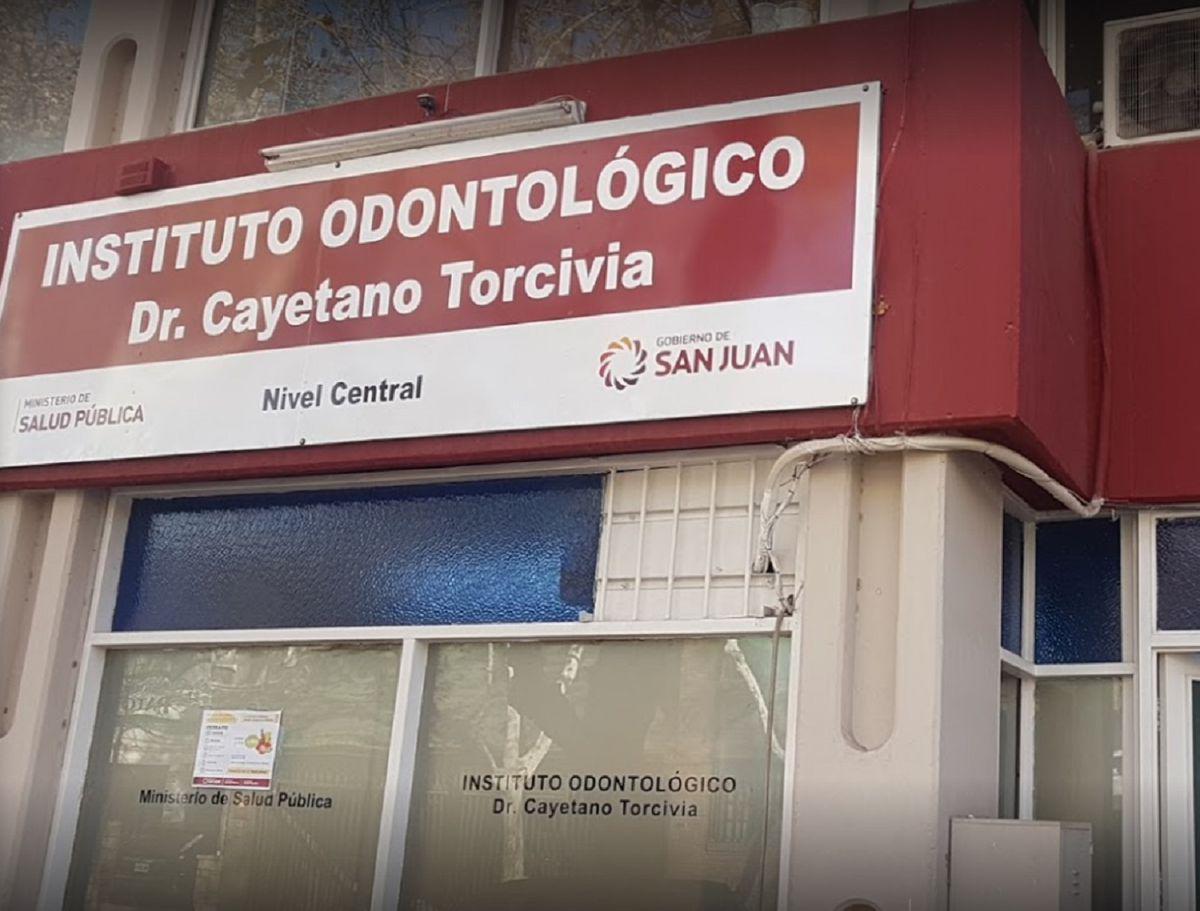 INSTITUTO ODONTOLÓGICO
Dr. Cayetano Torcivia
MINISTERIO DE
SALUD PÚBLICA
Nivel Central
GOBIERNO DE
SAN JUAN
Ministerio de Salud Pública
INSTITUTO ODONTOLÓGICO
Dr. Cayetano Torcivia